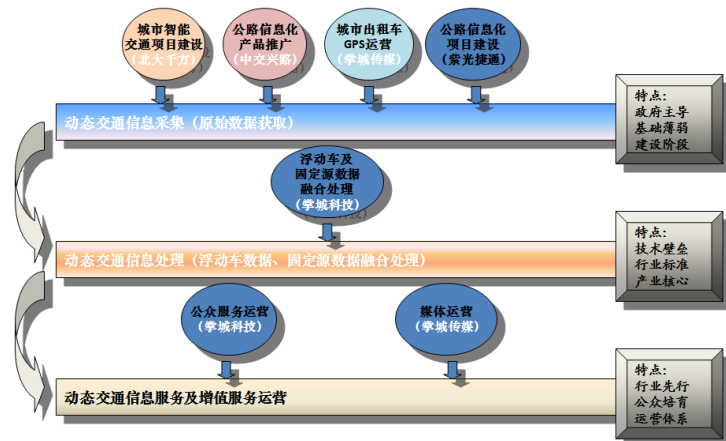 城市智能
交通项目建设
(北大千方)
公路信息化
产品推广
(中交兴路)
城市出租车
GPS运营
(掌城传媒)
公路信息化
项目建设
(紫光捷通)
动态交通信息采集(原始数据获取)
特点:
政府主导
基础薄弱
建设阶段
浮动车及
固定源数据
融合处理
(掌城科技)
动态交通信息处理(浮动车数据、固定源数据融合处理)
特点:
技术壁垒
行业标准
产业核心
公众服务运营
(掌城科技)
媒体运营
(掌城传媒)
动态交通信息服务及增值服务运营
特点:
行业先行
公众培育
运营体系